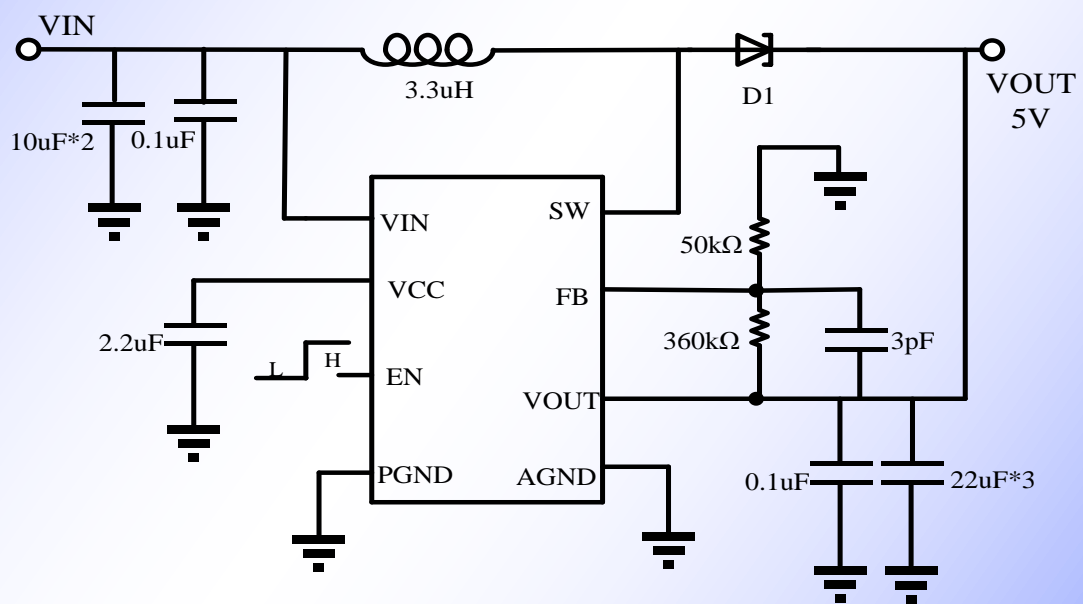 VIN
3.3uH
D1
VOUT
5V
10uF*2
0.1uF
VIN
SW
50kΩ
VCC
FB
2.2uF
L
H
EN
360kΩ
3pF
VOUT
PGND
AGND
0.1uF
22uF*3